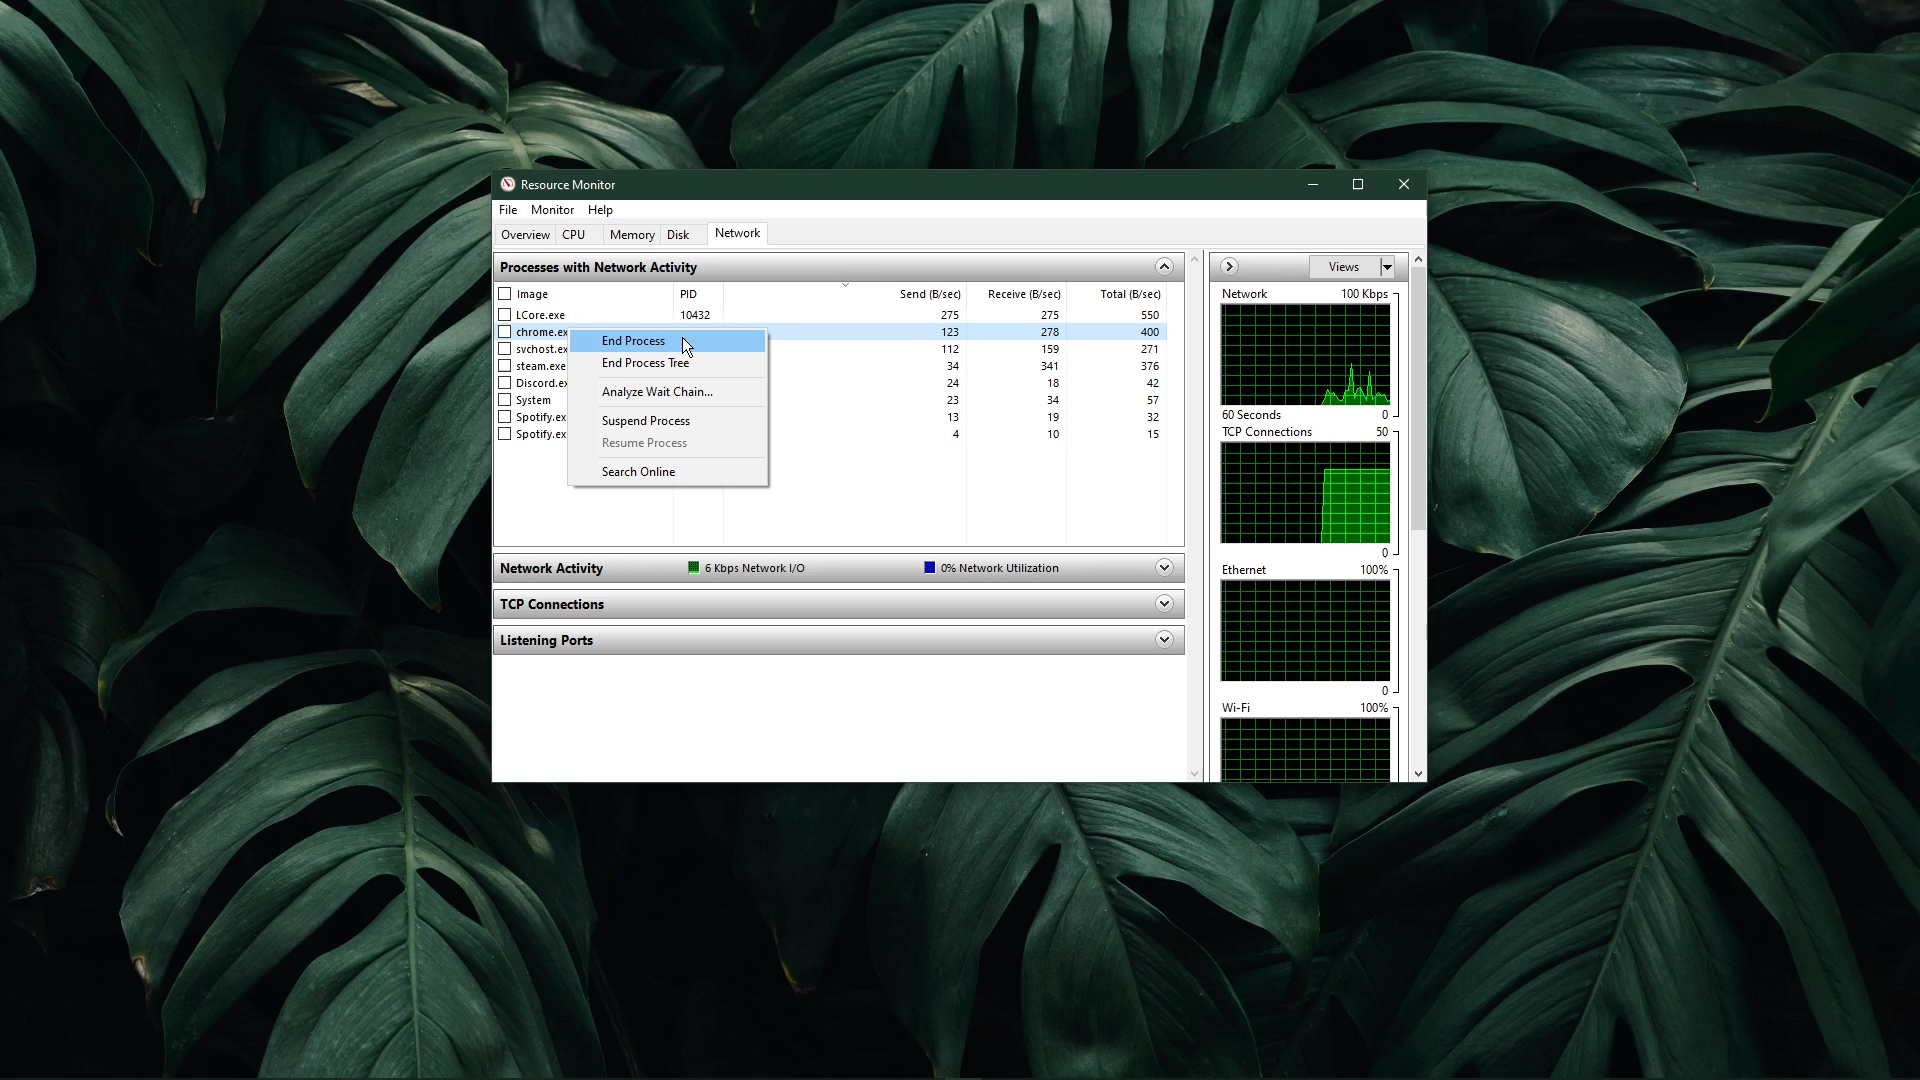 Resource Monitor
File Monitor Help
Overview CPU Memory Disk Network
Processes with Network Activity
Image PID Send (B/sec) Receive (B/sec) Total (B/sec)
LCore.exe 10432 275 275 550
chrome.ex 123 278 400
svchost.ex 112 159 271
steam.exe 34 341 376
Discord.ex 24 18 42
System 23 34 57
Spotify.ex 13 19 32
Spotify.ex 4 10 15
End Process
End Process Tree
Analyze Wait Chain...
Suspend Process
Resume Process
Search Online
Network Activity 6 Kbps Network I/O 0% Network Utilization
TCP Connections
Listening Ports
Views
Network 100 Kbps
60 Seconds 0
TCP Connections 50
0
Ethernet 100%
0
Wi-Fi 100%